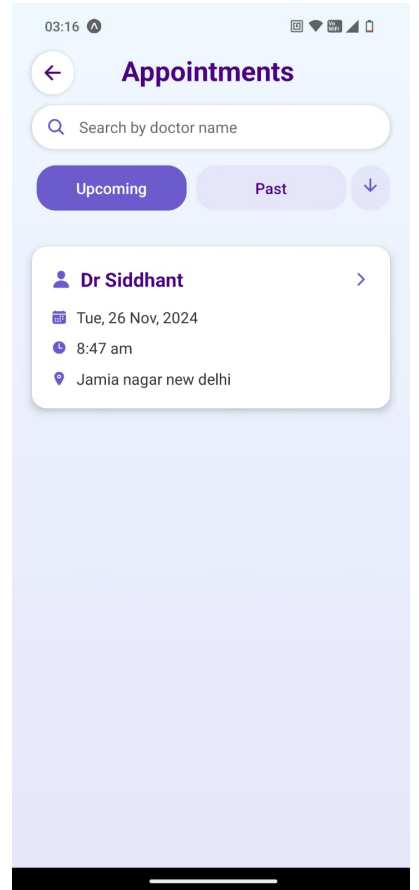 03:16
Vo
WiFi
Appointments
Search by doctor name
Upcoming
Past
Dr Siddhant
Tue, 26 Nov, 2024
8:47 am
Jamia nagar new delhi